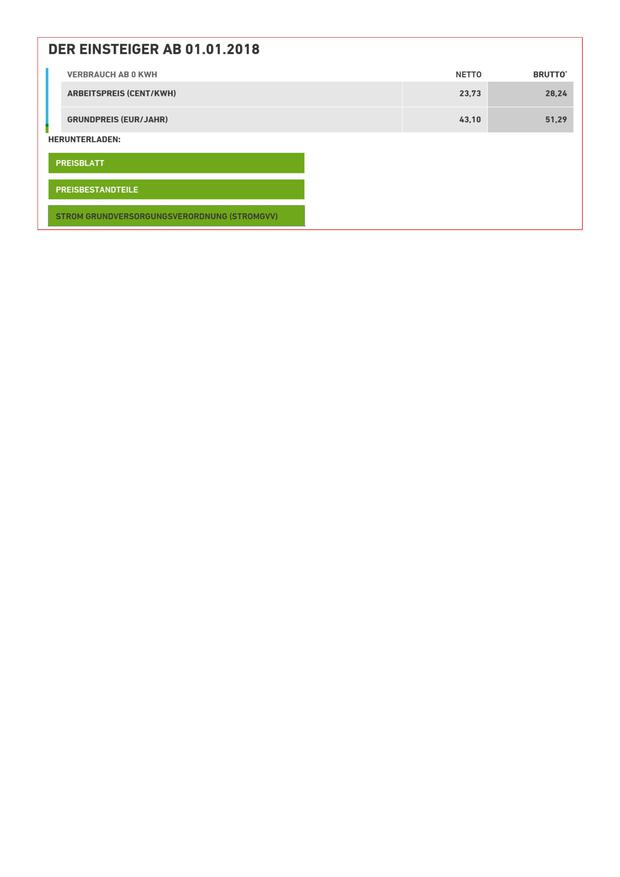 DER EINSTEIGER AB 01.01.2018
VERBRAUCH AB 0 KWH NETTO BRUTTO*
ARBEITSPREIS (CENT/KWH) 23,73 28,24
GRUNDPREIS (EUR/JAHR) 43,10 51,29
HERUNTERLADEN:
PREISBLATT
PREISBESTANDTEILE
STROM GRUNDVERSORGUNGSVERORDNUNG (STROMGVV)